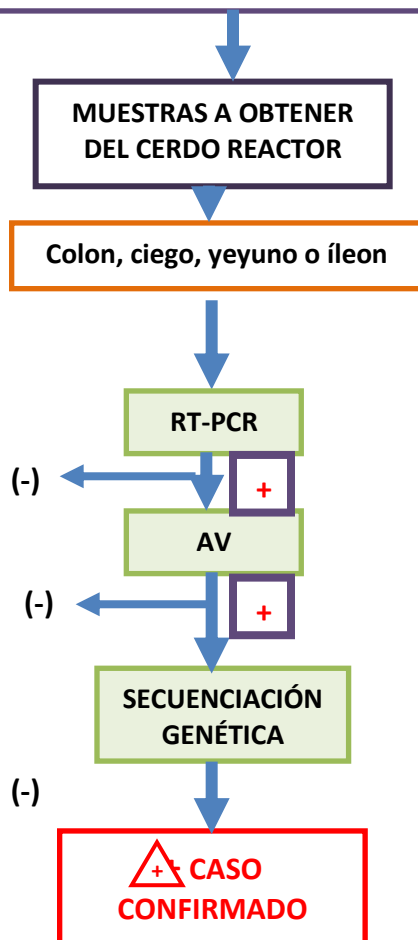 MUESTRAS A OBTENER
DEL CERDO REACTOR
Colon, ciego, yeyuno o íleon
RT-PCR
(-)
+
AV
(-)
+
SECUENCIACIÓN
GENÉTICA
(-)
+ CASO
CONFIRMADO